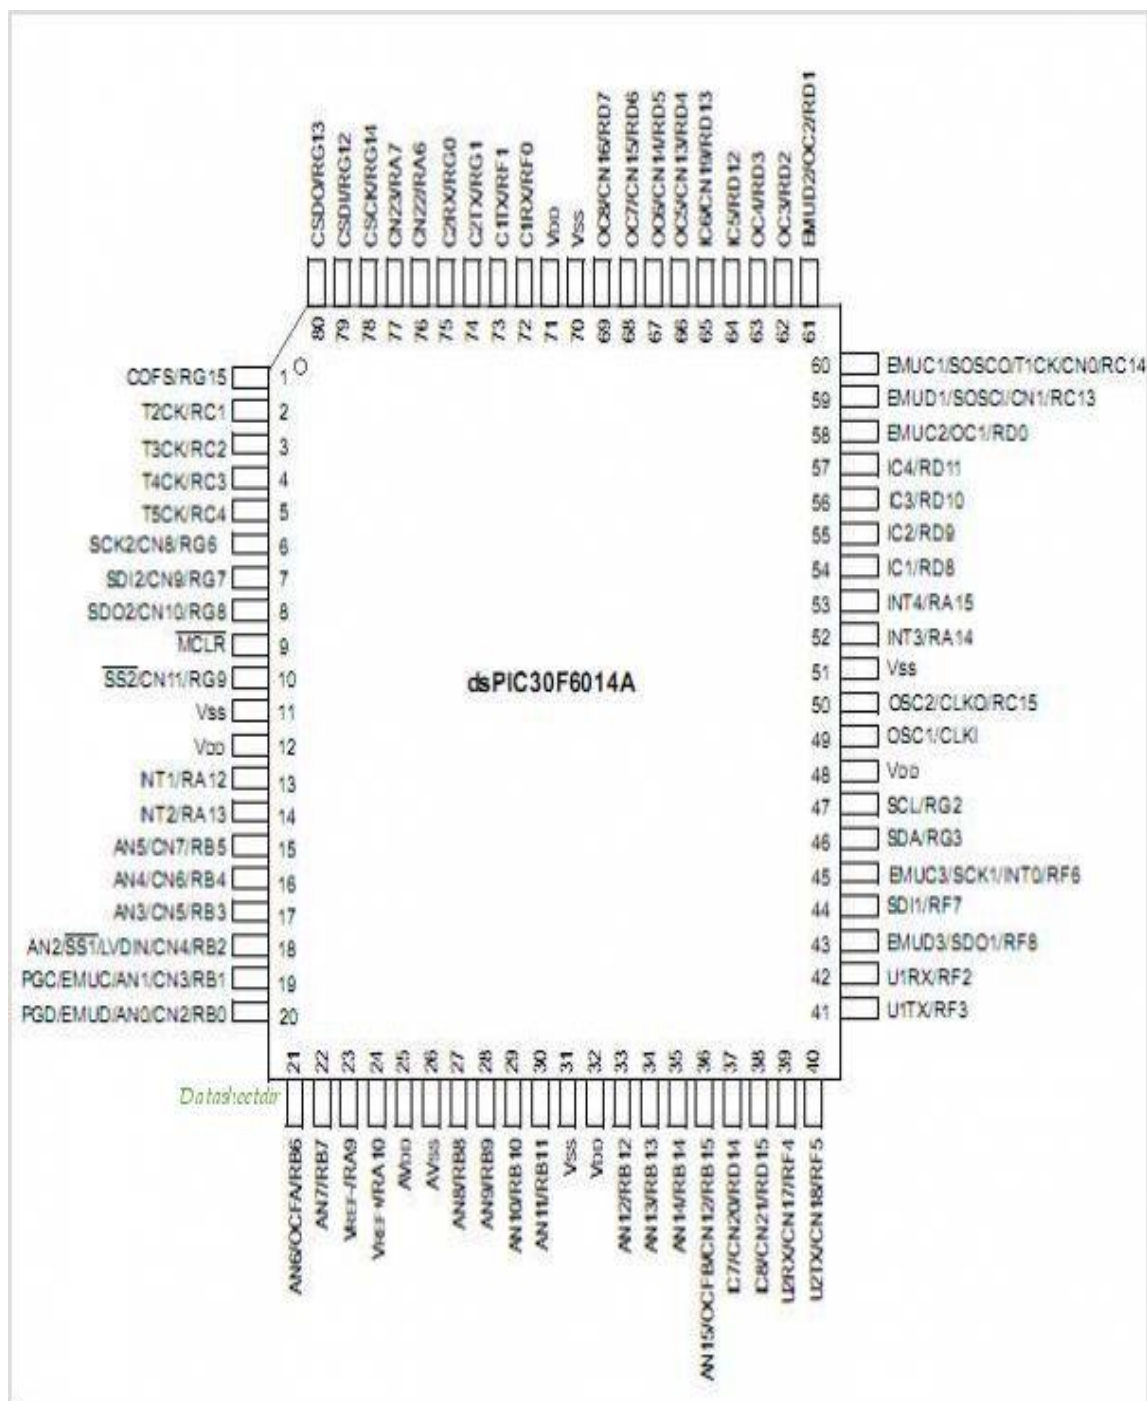 CSDO/RG13
CSDI/RG12
CSCK/RG14
CN23/RA7
CN22/RA6
C2RX/RG0
C2TX/RG1
C1TX/RF1
C1RX/RF0
VDD
VSS
OC8/CN16/RD7
OC7/CN15/RD6
OC6/CN14/RD5
OC5/CN13/RD4
IC6/CN19/RD13
IC5/RD12
OC4/RD3
OC3/RD2
EMUD2/OC2/RD1
80 79 78 77 76 75 74 73 72 71 70 69 68 67 66 65 64 63 62 61
COFS/RG15 1
T2CK/RC1 2
T3CK/RC2 3
T4CK/RC3 4
T5CK/RC4 5
SCK2/CN8/RG6 6
SDI2/CN9/RG7 7
SDO2/CN10/RG8 8
MCLR 9
SS2/CN11/RG9 10
Vss 11
VDD 12
INT1/RA12 13
INT2/RA13 14
AN5/CN7/RB5 15
AN4/CN6/RB4 16
AN3/CN5/RB3 17
AN2/SS1/LVDIN/CN4/RB2 18
PGC/EMUC/AN1/CN3/RB1 19
PGD/EMUD/AN0/CN2/RB0 20
dsPIC30F6014A
60 EMUC1/SOSCO/T1CK/CN0/RC14
59 EMUD1/SOSCI/CN1/RC13
58 EMUC2/OC1/RD0
57 IC4/RD11
56 IC3/RD10
55 IC2/RD9
54 IC1/RD8
53 INT4/RA15
52 INT3/RA14
51 Vss
50 OSC2/CLKO/RC15
49 OSC1/CLKI
48 VDD
47 SCL/RG2
46 SDA/RG3
45 EMUC3/SCK1/INT0/RF6
44 SDI1/RF7
43 EMUD3/SDO1/RF8
42 U1RX/RF2
41 U1TX/RF3
21 22 23 24 25 26 27 28 29 30 31 32 33 34 35 36 37 38 39 40
Datasheetdir
AN6/OCFA/RB6
AN7/RB7
VREF-/RA9
VREF+/RA10
AVDD
AVSS
AN8/RB8
AN9/RB9
AN10/RB10
AN11/RB11
VSS
VDD
AN12/RB12
AN13/RB13
AN14/RB14
AN15/OCFB/CN12/RB15
IC7/CN20/RD14
IC8/CN21/RD15
U2RX/CN17/RF4
U2TX/CN18/RF5